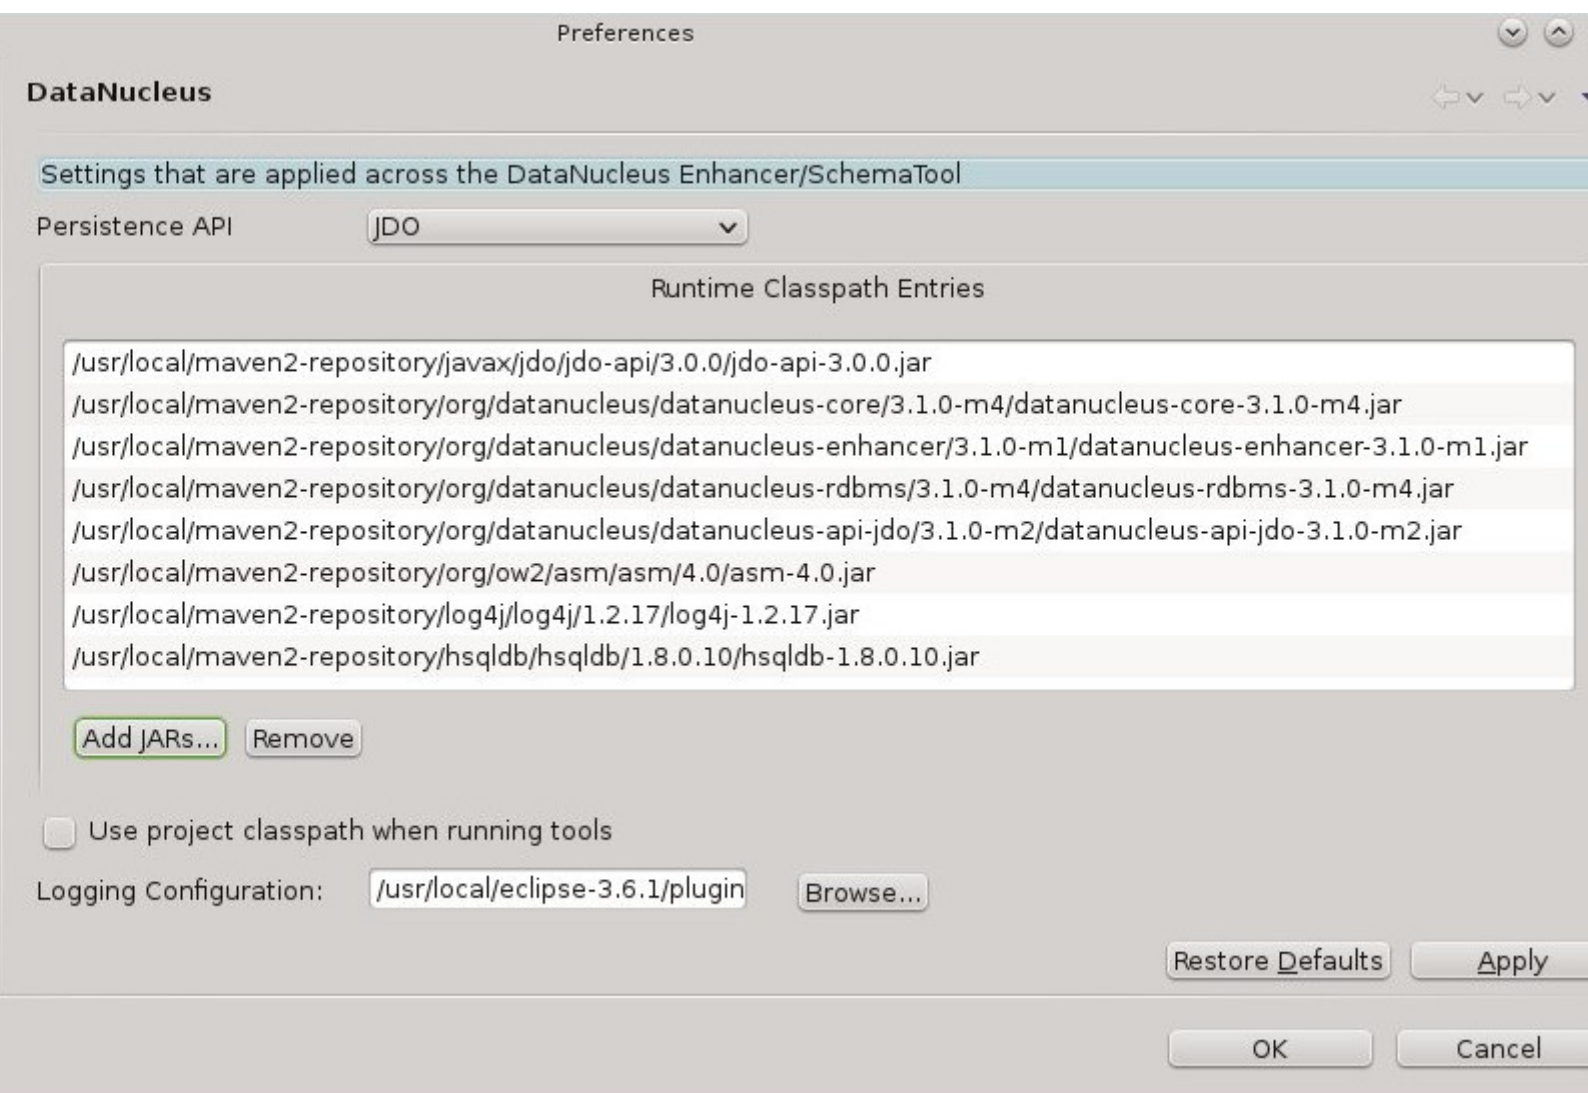 Preferences
DataNucleus
Settings that are applied across the DataNucleus Enhancer/SchemaTool
Persistence API JDO
Runtime Classpath Entries
/usr/local/maven2-repository/javax/jdo/jdo-api/3.0.0/jdo-api-3.0.0.jar
/usr/local/maven2-repository/org/datanucleus/datanucleus-core/3.1.0-m4/datanucleus-core-3.1.0-m4.jar
/usr/local/maven2-repository/org/datanucleus/datanucleus-enhancer/3.1.0-m1/datanucleus-enhancer-3.1.0-m1.jar
/usr/local/maven2-repository/org/datanucleus/datanucleus-rdbms/3.1.0-m4/datanucleus-rdbms-3.1.0-m4.jar
/usr/local/maven2-repository/org/datanucleus/datanucleus-api-jdo/3.1.0-m2/datanucleus-api-jdo-3.1.0-m2.jar
/usr/local/maven2-repository/org/ow2/asm/asm/4.0/asm-4.0.jar
/usr/local/maven2-repository/log4j/log4j/1.2.17/log4j-1.2.17.jar
/usr/local/maven2-repository/hsqldb/hsqldb/1.8.0.10/hsqldb-1.8.0.10.jar
Add JARs... Remove
Use project classpath when running tools
Logging Configuration: /usr/local/eclipse-3.6.1/plugin Browse...
Restore Defaults Apply
OK Cancel